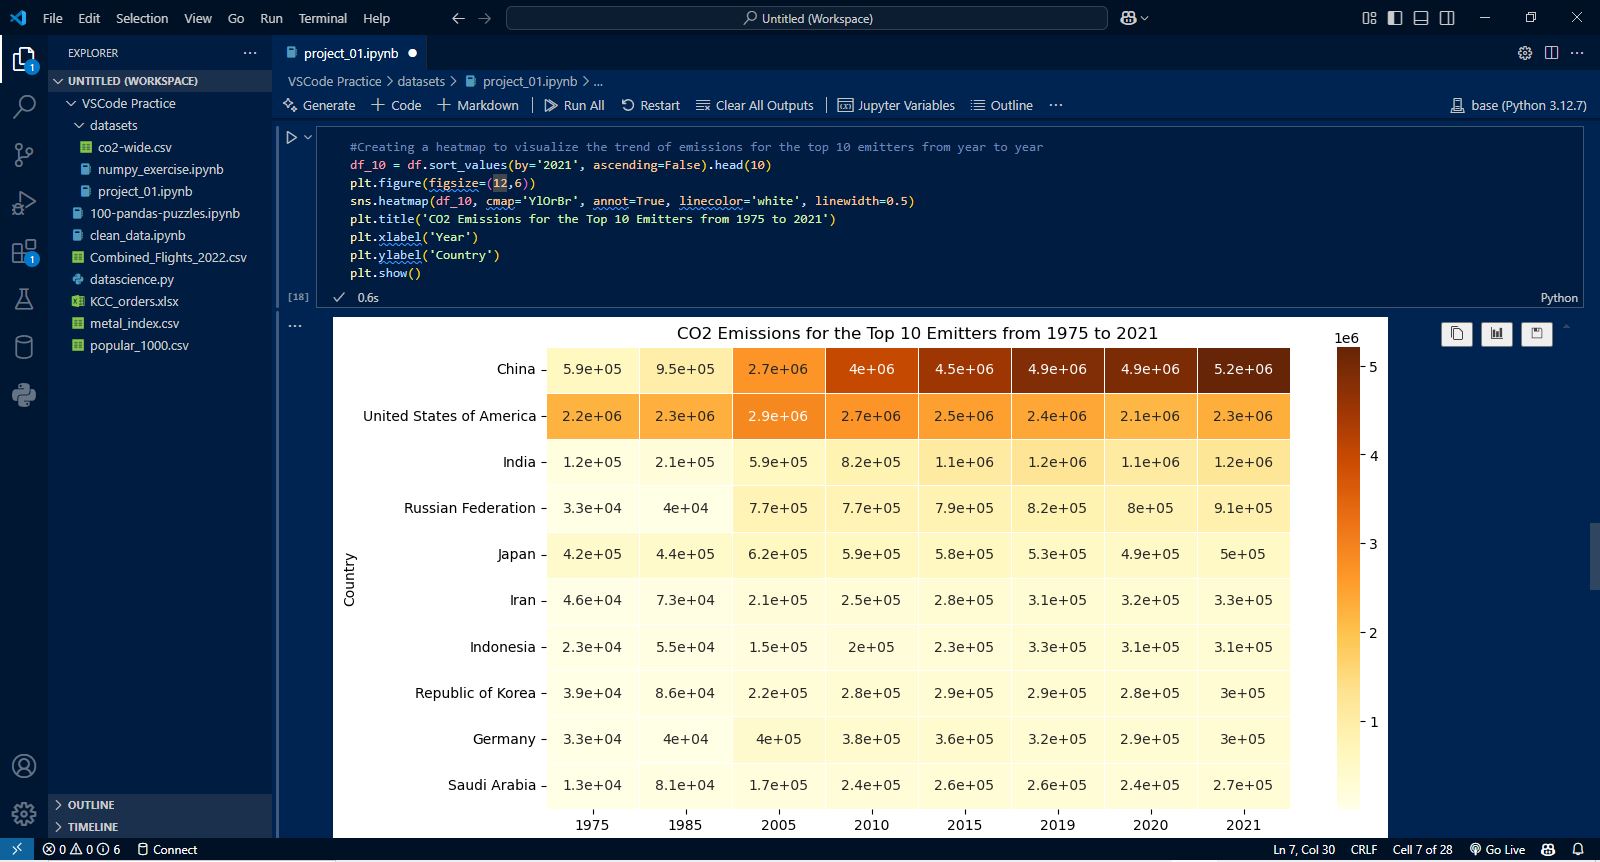 File Edit Selection View Go Run Terminal Help
Untitled (Workspace)
EXPLORER
project_01.ipynb
UNTITLED (WORKSPACE)
VSCode Practice > datasets > project_01.ipynb > ...
VSCode Practice
Generate + Code + Markdown Run All Restart Clear All Outputs Jupyter Variables Outline ... base (Python 3.12.7)
datasets
co2-wide.csv
numpy_exercise.ipynb
project_01.ipynb
100-pandas-puzzles.ipynb
clean_data.ipynb
Combined_Flights_2022.csv
datascience.py
KCC_orders.xlsx
metal_index.csv
popular_1000.csv
OUTLINE
TIMELINE
1
1
#Creating a heatmap to visualize the trend of emissions for the top 10 emitters from year to year
df_10 = df.sort_values(by='2021', ascending=False).head(10)
plt.figure(figsize=(12,6))
sns.heatmap(df_10, cmap='YlOrBr', annot=True, linecolor='white', linewidth=0.5)
plt.title('CO2 Emissions for the Top 10 Emitters from 1975 to 2021')
plt.xlabel('Year')
plt.ylabel('Country')
plt.show()
[18] 0.6s Python
CO2 Emissions for the Top 10 Emitters from 1975 to 2021
1e6
China 5.9e+05 9.5e+05 2.7e+06 4e+06 4.5e+06 4.9e+06 4.9e+06 5.2e+06
United States of America 2.2e+06 2.3e+06 2.9e+06 2.7e+06 2.5e+06 2.4e+06 2.1e+06 2.3e+06
India 1.2e+05 2.1e+05 5.9e+05 8.2e+05 1.1e+06 1.2e+06 1.1e+06 1.2e+06
Russian Federation 3.3e+04 4e+04 7.7e+05 7.7e+05 7.9e+05 8.2e+05 8e+05 9.1e+05
Japan 4.2e+05 4.4e+05 6.2e+05 5.9e+05 5.8e+05 5.3e+05 4.9e+05 5e+05
Iran 4.6e+04 7.3e+04 2.1e+05 2.5e+05 2.8e+05 3.1e+05 3.2e+05 3.3e+05
Indonesia 2.3e+04 5.5e+04 1.5e+05 2e+05 2.3e+05 3.3e+05 3.1e+05 3.1e+05
Republic of Korea 3.9e+04 8.6e+04 2.2e+05 2.8e+05 2.9e+05 2.9e+05 2.8e+05 3e+05
Germany 3.3e+04 4e+04 4e+05 3.8e+05 3.6e+05 3.2e+05 2.9e+05 3e+05
Saudi Arabia 1.3e+04 8.1e+04 1.7e+05 2.4e+05 2.6e+05 2.6e+05 2.4e+05 2.7e+05
1975 1985 2005 2010 2015 2019 2020 2021
Country
5
4
3
2
1
0 0 6 Connect Ln 7, Col 30 CRLF Cell 7 of 28 Go Live